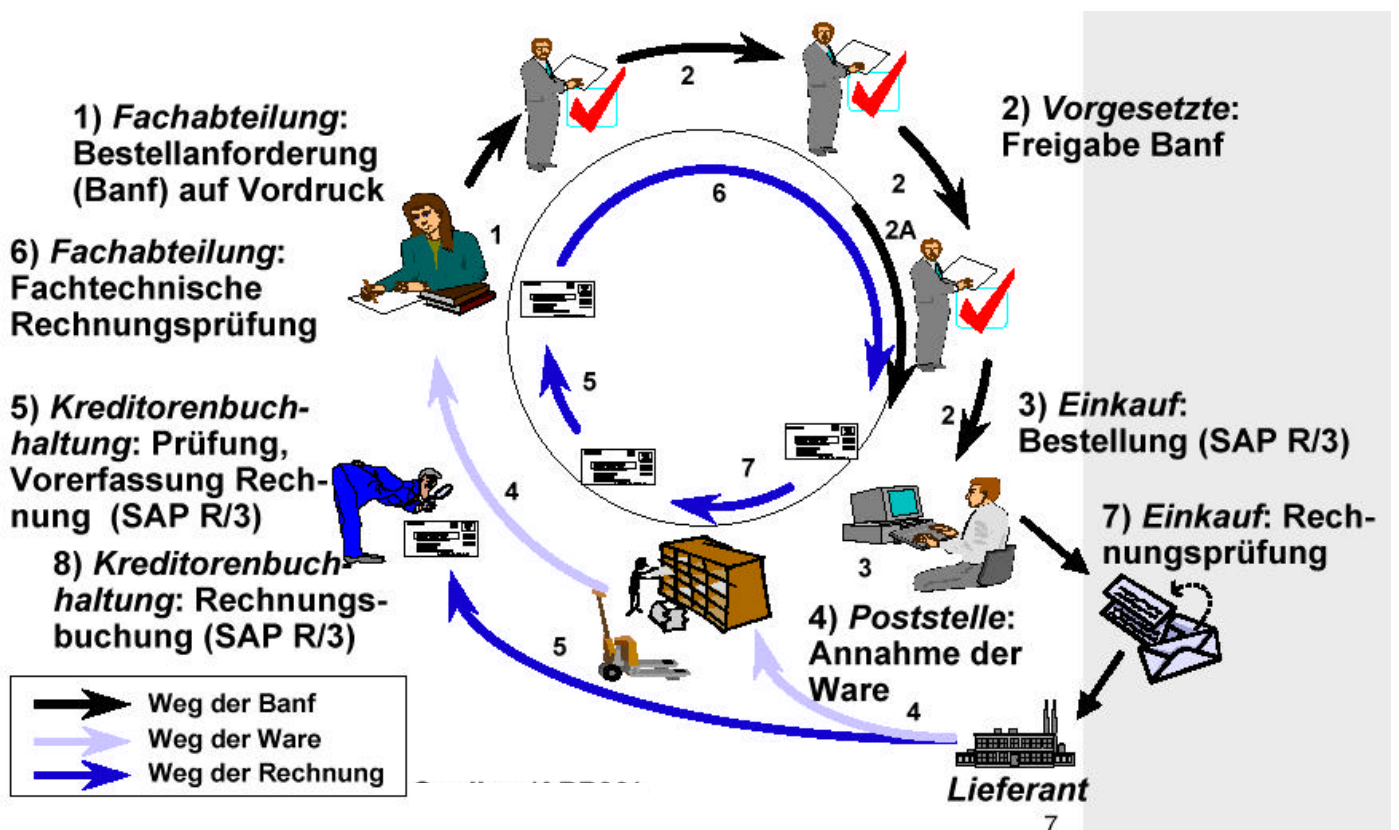 1) Fachabteilung:
Bestellanforderung
(Banf) auf Vordruck
2
2) Vorgesetzte:
Freigabe Banf
2
6
2A
1
6) Fachabteilung:
Fachtechnische
Rechnungsprüfung
5
2
3) Einkauf:
Bestellung (SAP R/3)
5) Kreditorenbuch-
haltung: Prüfung,
Vorerfassung Rech-
nung (SAP R/3)
4
7
3
7) Einkauf: Rech-
nungsprüfung
8) Kreditorenbuch
haltung: Rechnungs-
buchung (SAP R/3)
5
4) Poststelle:
Annahme der
Ware
4
Weg der Banf
Weg der Ware
Weg der Rechnung
Lieferant
7